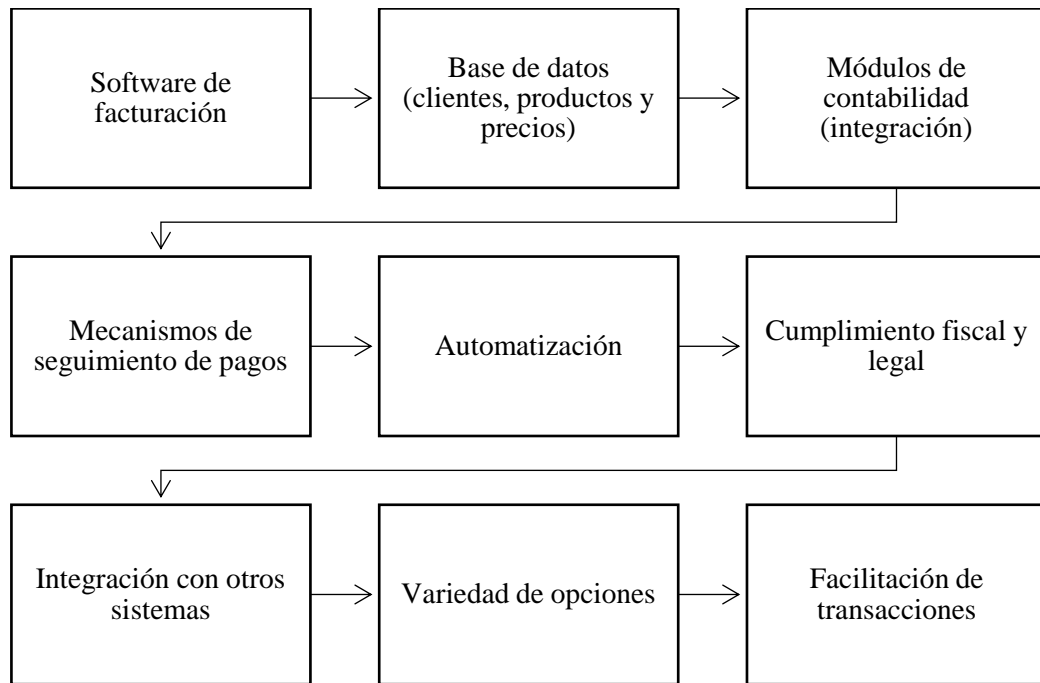 Software de
facturación
Base de datos
(clientes, productos y
precios)
Módulos de
contabilidad
(integración)
Mecanismos de
seguimiento de pagos
Automatización
Cumplimiento fiscal y
legal
Integración con otros
sistemas
Variedad de opciones
Facilitación de
transacciones